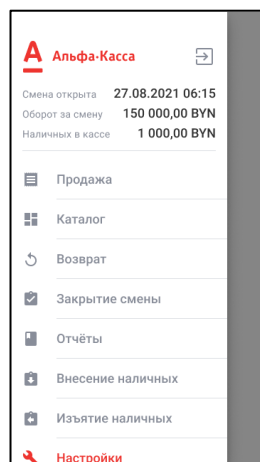 А Альфа-Касса
Смена открыта 27.08.2021 06:15
Оборот за смену 150 000,00 BYN
Наличных в кассе 1 000,00 BYN
Продажа
Каталог
Возврат
Закрытие смены
Отчёты
Внесение наличных
Изъятие наличных
Настройки